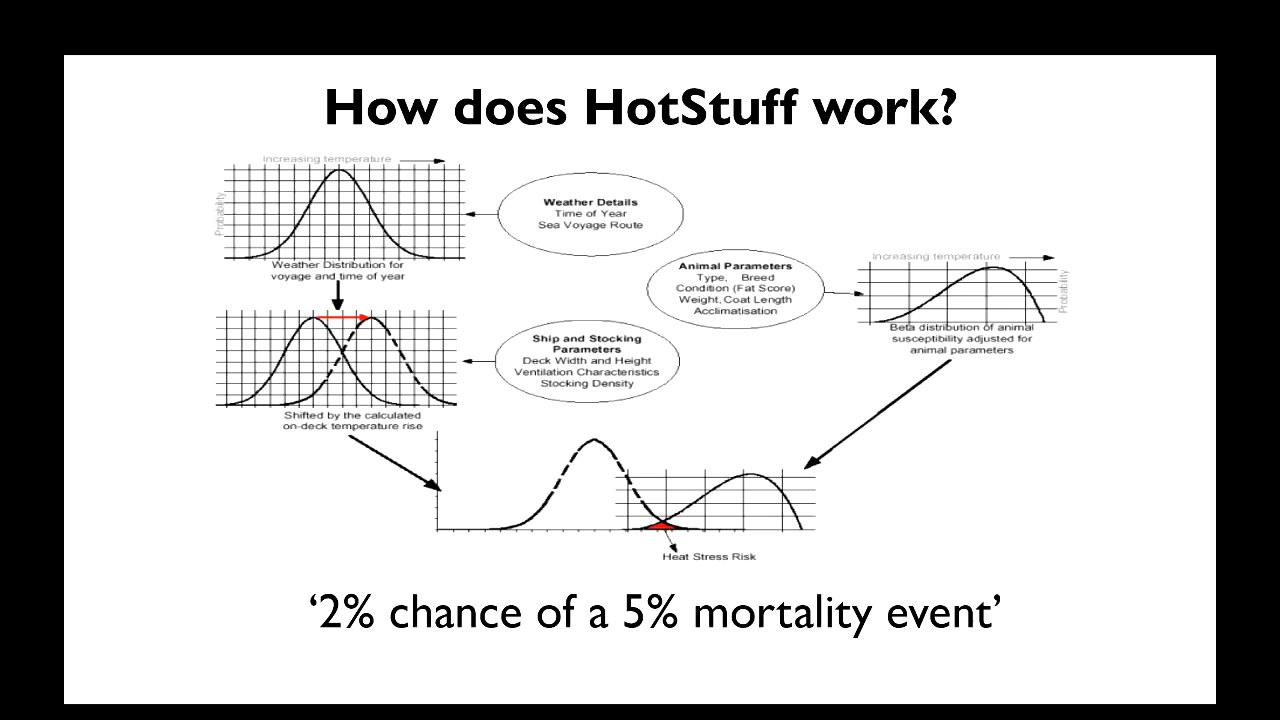 How does HotStuff work?
Increasing temperature
Probability
Weather Distribution for
voyage and time of year
Weather Details
Time of Year
Sea Voyage Route
Animal Parameters
Type, Breed
Condition (Fat Score)
Weight, Coat Length
Acclimatisation
Increasing temperature
Probability
Beta distribution of animal
susceptibility adjusted for
animal parameters
Ship and Stocking
Parameters
Deck Width and Height
Ventilation Characteristics
Stocking Density
Shifted by the calculated
on-deck temperature rise
Heat Stress Risk
‘2% chance of a 5% mortality event’